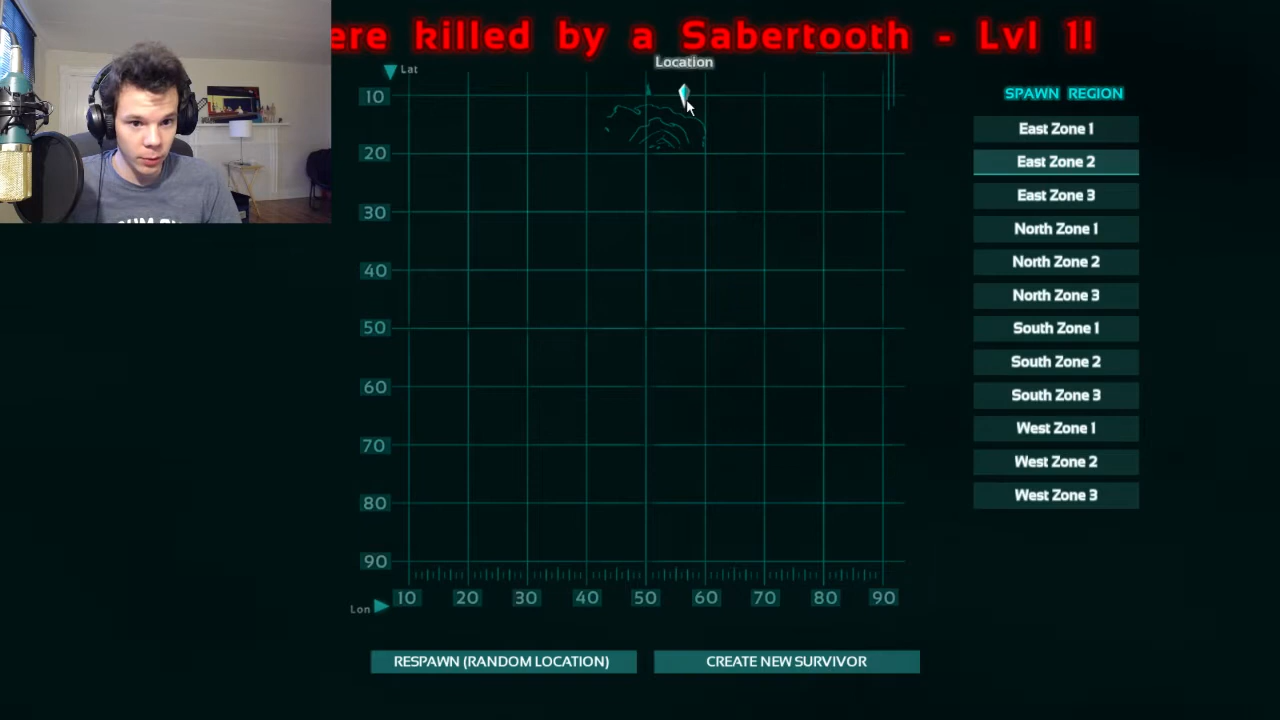 ere killed by a Sabertooth - Lvl 1!
Location
Lat
10
20
30
40
50
60
70
80
90
Lon
10 20 30 40 50 60 70 80 90
SPAWN REGION
East Zone 1
East Zone 2
East Zone 3
North Zone 1
North Zone 2
North Zone 3
South Zone 1
South Zone 2
South Zone 3
West Zone 1
West Zone 2
West Zone 3
RESPAWN (RANDOM LOCATION)
CREATE NEW SURVIVOR